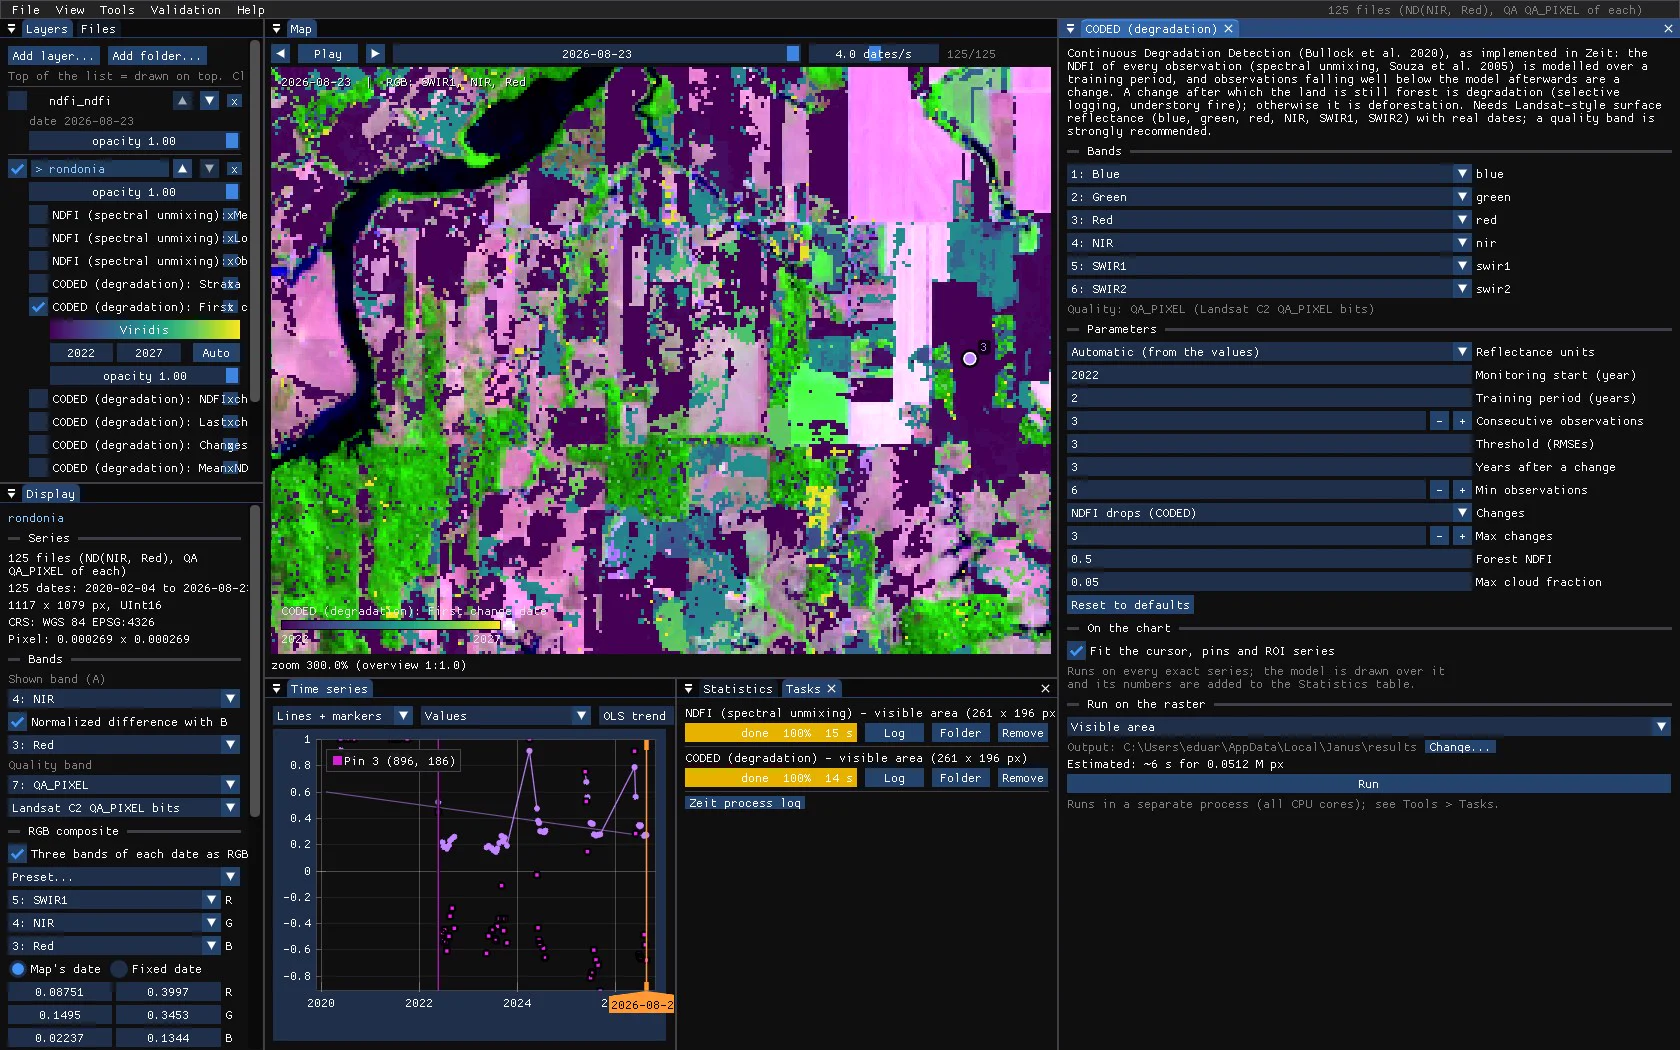 File View Tools Validation Help
125 files (ND(NIR, Red), QA QA_PIXEL of each)
Layers Files
Add layer... Add folder...
Top of the list = drawn on top. Cl
ndfi_ndfi x
date 2026-08-23
opacity 1.00
> rondonia x
opacity 1.00
NDFI (spectral unmixing):
NDFI (spectral unmixing):
NDFI (spectral unmixing):
CODED (degradation):
CODED (degradation):
Viridis
2022 2027 Auto
opacity 1.00
CODED (degradation):
CODED (degradation):
CODED (degradation):
CODED (degradation):
Display
rondonia
Series
125 files (ND(NIR, Red), QA
QA_PIXEL of each)
125 dates: 2020-02-04 to 2026-08-2
1117 x 1079 px, UInt16
CRS: WGS 84 EPSG:4326
Pixel: 0.000269 x 0.000269
Bands
Shown band (A)
4: NIR
Normalized difference with B
3: Red
Quality band
7: QA_PIXEL
Landsat C2 QA_PIXEL bits
RGB composite
Three bands of each date as RGB
Preset...
5: SWIR1 R
4: NIR G
3: Red B
Map's date Fixed date
0.08751 0.3997 R
0.1495 0.3453 G
0.02237 0.1344 B
Map
Play 2026-08-23 4.0 dates/s 125/125
2026-08-23 | RGB: SWIR1, NIR, Red
3
CODED (degradation): First change date
2022 2027
zoom 300.0% (overview 1:1.0)
Time series
Lines + markers Values OLS trend
Pin 3 (896, 186)
1
0.8
0.6
0.4
0.2
0
-0.2
-0.4
-0.6
-0.8
2020 2022 2024 2026-08-2
Statistics Tasks
NDFI (spectral unmixing) - visible area (261 x 196 px
done 100% 15 s Log Folder Remove
CODED (degradation) - visible area (261 x 196 px)
done 100% 14 s Log Folder Remove
Zeit process log
CODED (degradation)
Continuous Degradation Detection (Bullock et al. 2020), as implemented in Zeit: the
NDFI of every observation (spectral unmixing, Souza et al. 2005) is modelled over a
training period, and observations falling well below the model afterwards are a
change. A change after which the land is still forest is degradation (selective
logging, understory fire); otherwise it is deforestation. Needs Landsat-style surface
reflectance (blue, green, red, NIR, SWIR1, SWIR2) with real dates; a quality band is
strongly recommended.
Bands
1: Blue blue
2: Green green
3: Red red
4: NIR nir
5: SWIR1 swir1
6: SWIR2 swir2
Quality: QA_PIXEL (Landsat C2 QA_PIXEL bits)
Parameters
Automatic (from the values) Reflectance units
2022 Monitoring start (year)
2 Training period (years)
3 - + Consecutive observations
3 Threshold (RMSEs)
3 Years after a change
6 - + Min observations
NDFI drops (CODED) Changes
3 - + Max changes
0.5 Forest NDFI
0.05 Max cloud fraction
Reset to defaults
On the chart
Fit the cursor, pins and ROI series
Runs on every exact series; the model is drawn over it
and its numbers are added to the Statistics table.
Run on the raster
Visible area
Output: C:\Users\eduar\AppData\Local\Janus\results Change...
Estimated: ~6 s for 0.0512 M px
Run
Runs in a separate process (all CPU cores); see Tools > Tasks.